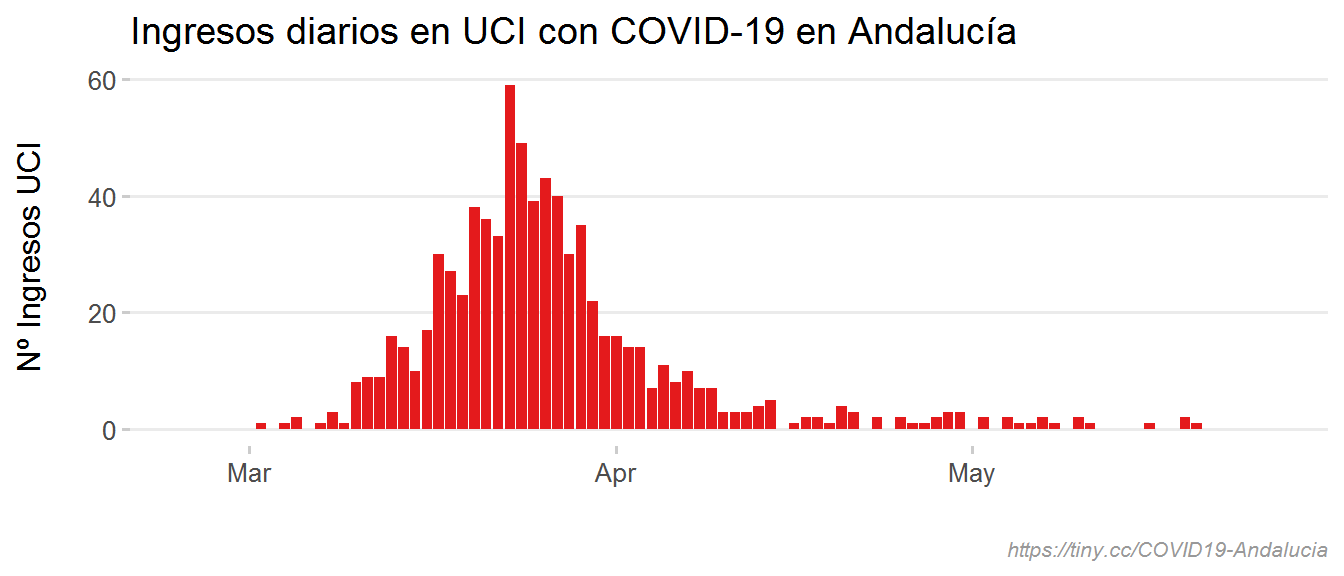 Ingresos diarios en UCI con COVID-19 en Andalucía
Nº Ingresos UCI
60
40
20
0
Mar
Apr
May
https://tiny.cc/COVID19-Andalucia